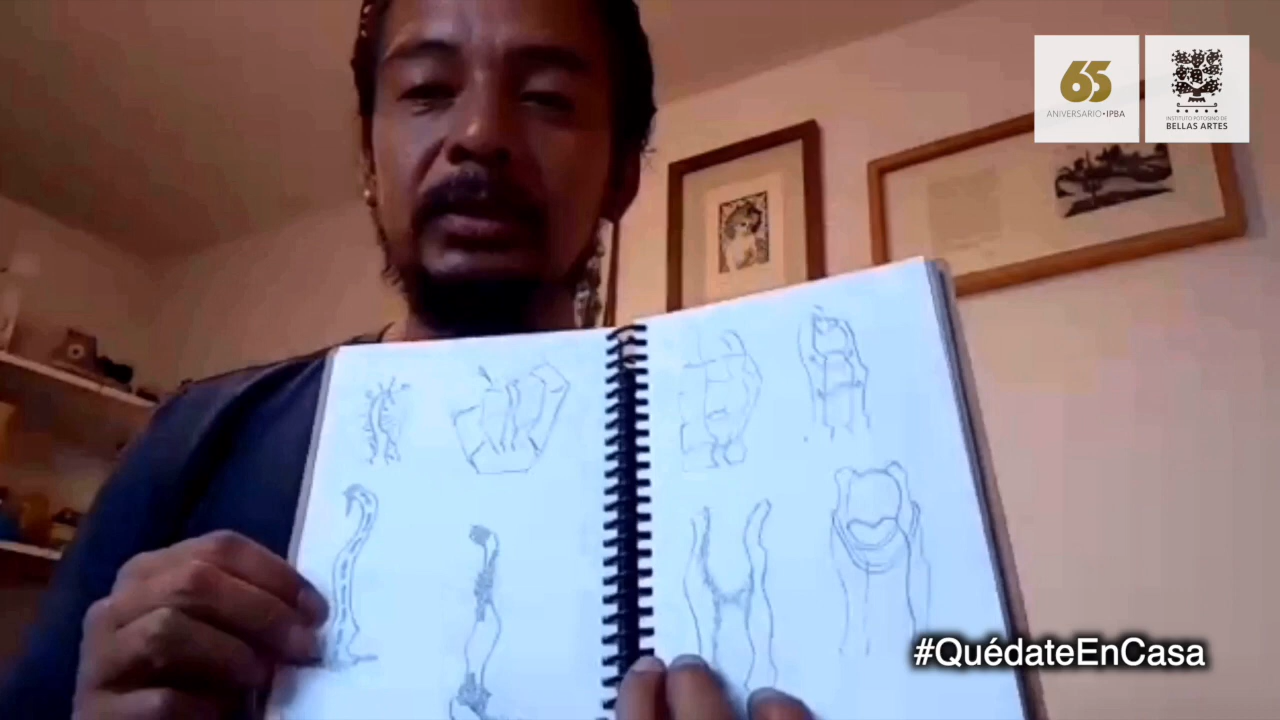 65
ANIVERSARIO•IPBA
INSTITUTO POTOSINO DE
BELLAS ARTES
#QuédateEnCasa